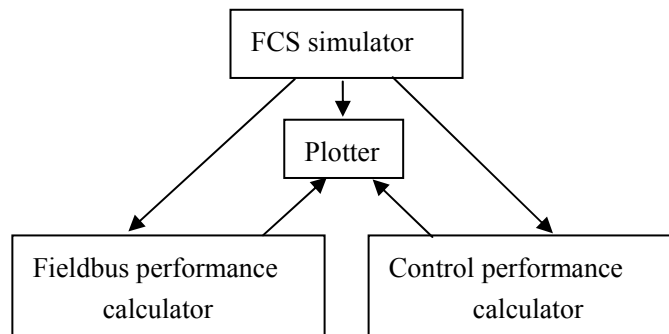 FCS simulator
Plotter
Fieldbus performance
calculator
Control performance
calculator